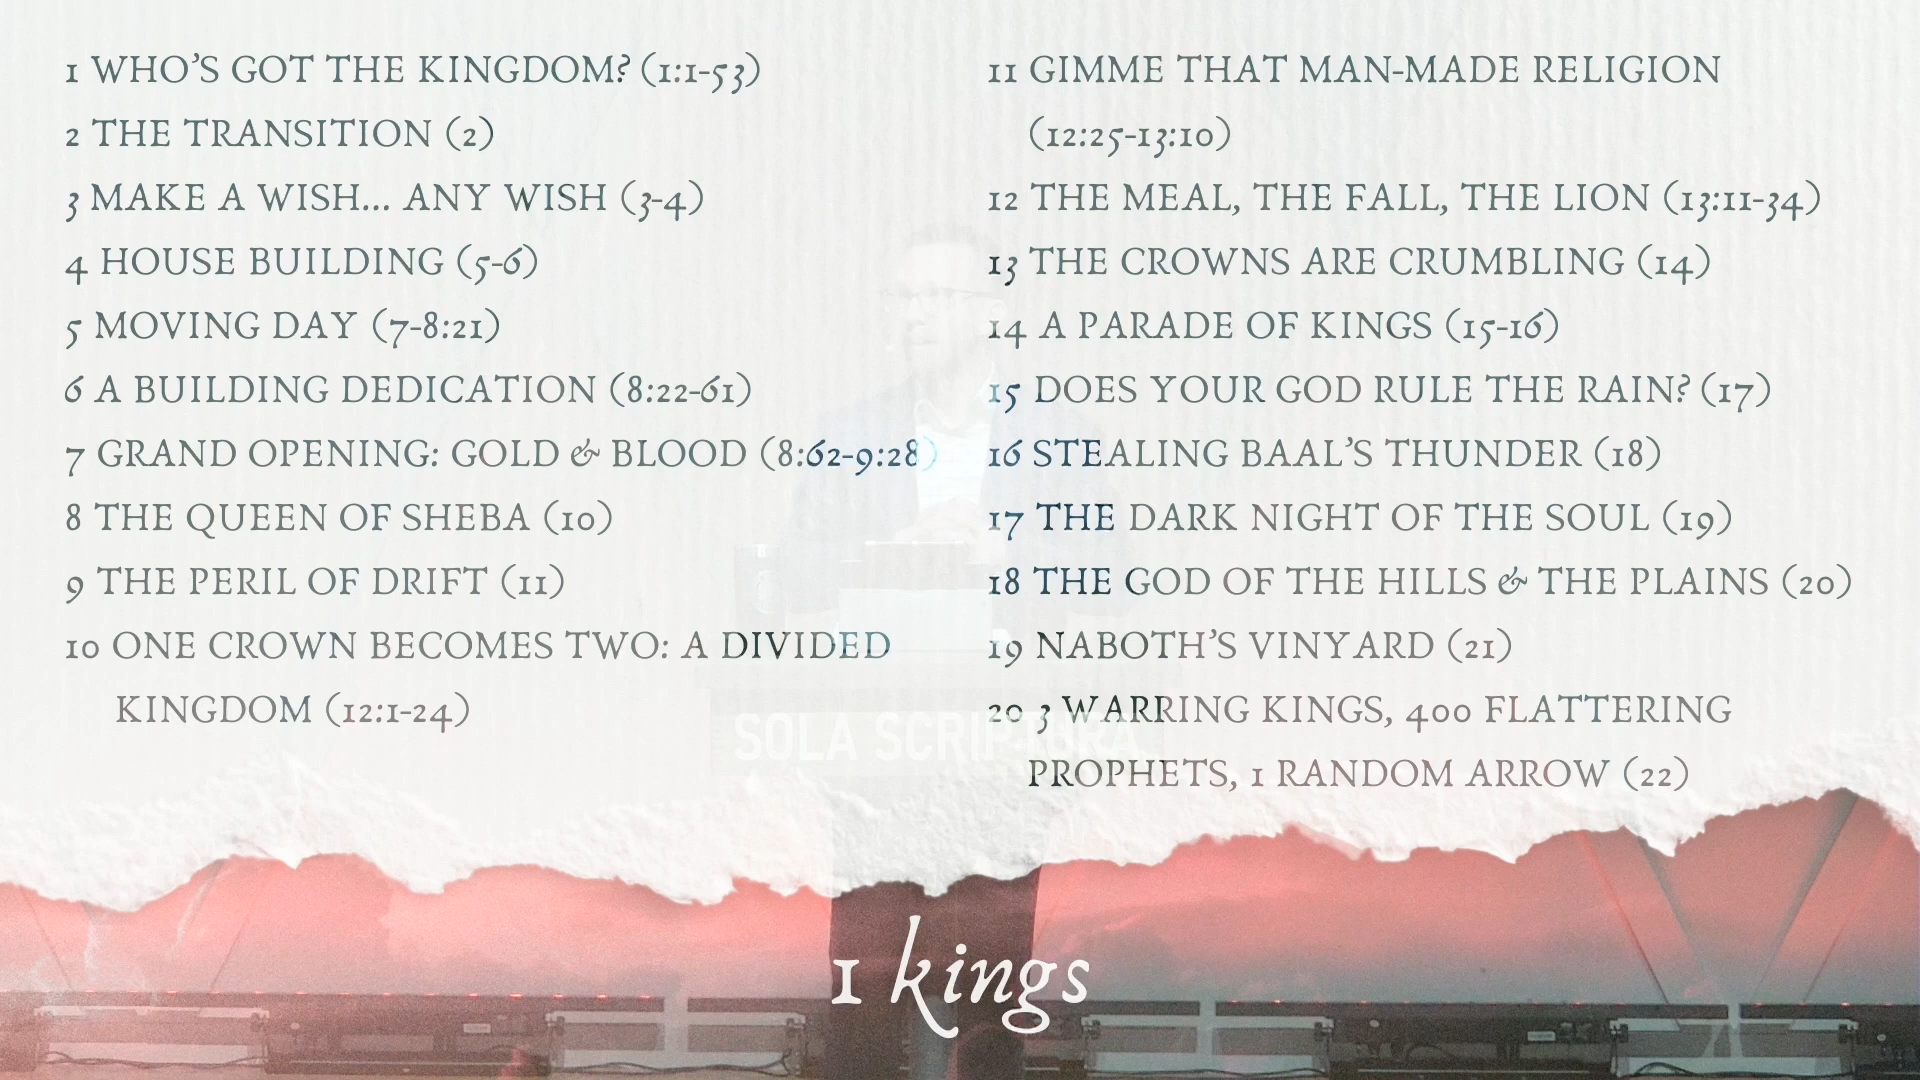 1 WHO'S GOT THE KINGDOM? (1:1-53)
2 THE TRANSITION (2)
3 MAKE A WISH... ANY WISH (3-4)
4 HOUSE BUILDING (5-6)
5 MOVING DAY (7-8:21)
6 A BUILDING DEDICATION (8:22-61)
7 GRAND OPENING: GOLD & BLOOD (8:62-9:28)
8 THE QUEEN OF SHEBA (10)
9 THE PERIL OF DRIFT (11)
10 ONE CROWN BECOMES TWO: A DIVIDED
KINGDOM (12:1-24)
11 GIMME THAT MAN-MADE RELIGION
(12:25-13:10)
12 THE MEAL, THE FALL, THE LION (13:11-34)
13 THE CROWNS ARE CRUMBLING (14)
14 A PARADE OF KINGS (15-16)
15 DOES YOUR GOD RULE THE RAIN? (17)
16 STEALING BAAL'S THUNDER (18)
17 THE DARK NIGHT OF THE SOUL (19)
18 THE GOD OF THE HILLS & THE PLAINS (20)
19 NABOTH'S VINYARD (21)
20 3 WARRING KINGS, 400 FLATTERING
PROPHETS, 1 RANDOM ARROW (22)
SOLA SCRIPTURA
1 kings